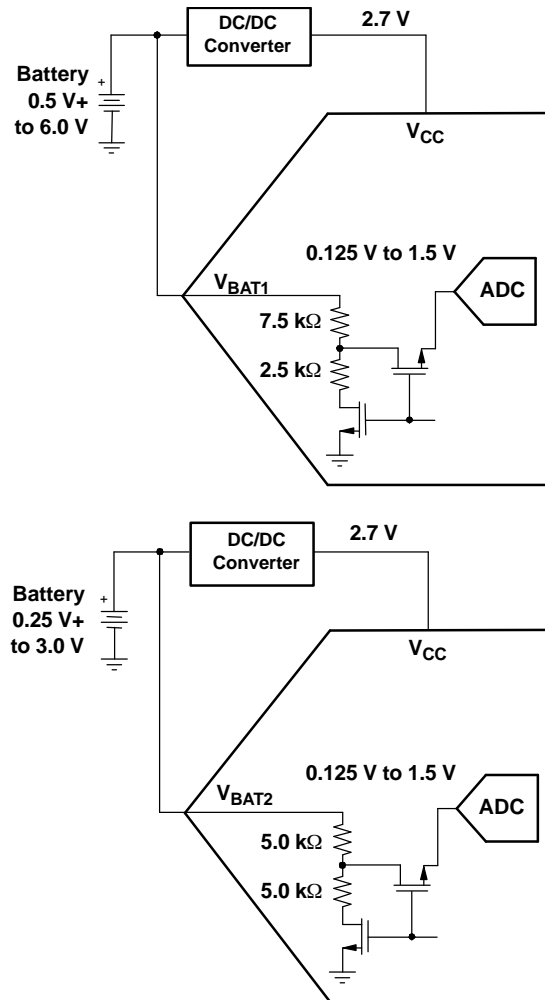 DC/DC
Converter
2.7 V
Battery
0.5 V+
to 6.0 V
+
VCC
0.125 V to 1.5 V
VBAT1
ADC
7.5 kΩ
2.5 kΩ
DC/DC
Converter
2.7 V
Battery
0.25 V+
to 3.0 V
+
VCC
0.125 V to 1.5 V
VBAT2
ADC
5.0 kΩ
5.0 kΩ